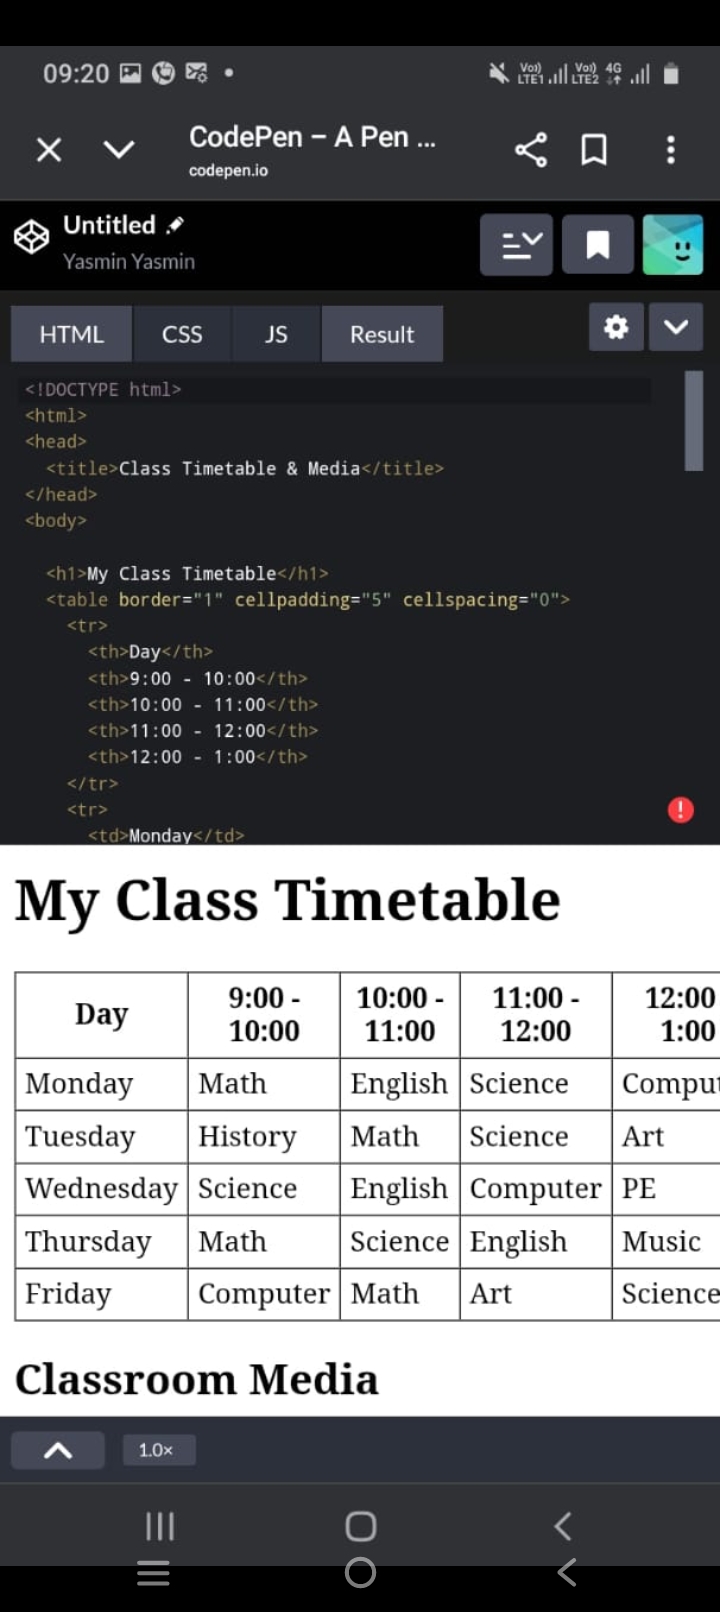 09:20
Vo) LTE1 Vo) LTE2 4G
CodePen – A Pen ...
codepen.io
Untitled
Yasmin Yasmin
HTML CSS JS Result
<!DOCTYPE html>
<html>
<head>
<title>Class Timetable & Media</title>
</head>
<body>
<h1>My Class Timetable</h1>
<table border="1" cellpadding="5" cellspacing="0">
<tr>
<th>Day</th>
<th>9:00 - 10:00</th>
<th>10:00 - 11:00</th>
<th>11:00 - 12:00</th>
<th>12:00 - 1:00</th>
</tr>
<tr>
<td>Monday</td>
My Class Timetable
Day 9:00 - 10:00 10:00 - 11:00 11:00 - 12:00 12:00 1:00
Monday Math English Science Comput
Tuesday History Math Science Art
Wednesday Science English Computer PE
Thursday Math Science English Music
Friday Computer Math Art Science
Classroom Media
1.0×